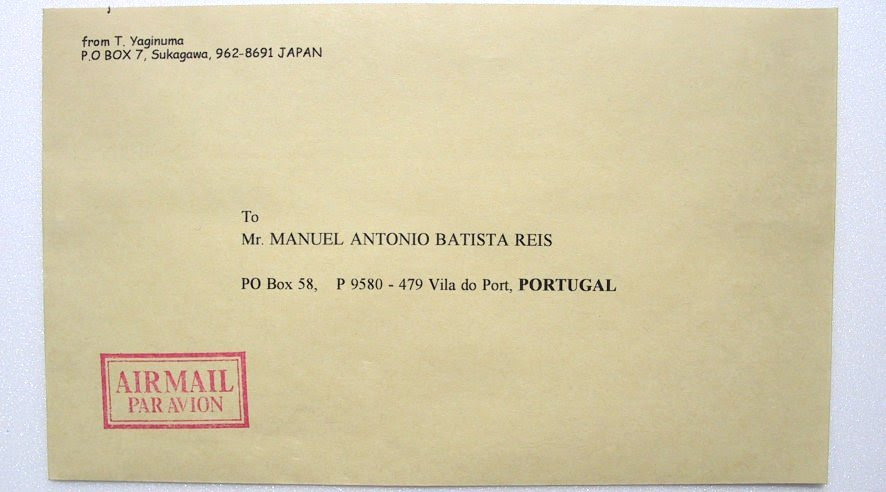 from T. Yaginuma
P.O BOX 7, Sukagawa, 962-8691 JAPAN
To
Mr. MANUEL ANTONIO BATISTA REIS
PO Box 58, P 9580 - 479 Vila do Port, PORTUGAL
AIRMAIL
PAR AVION